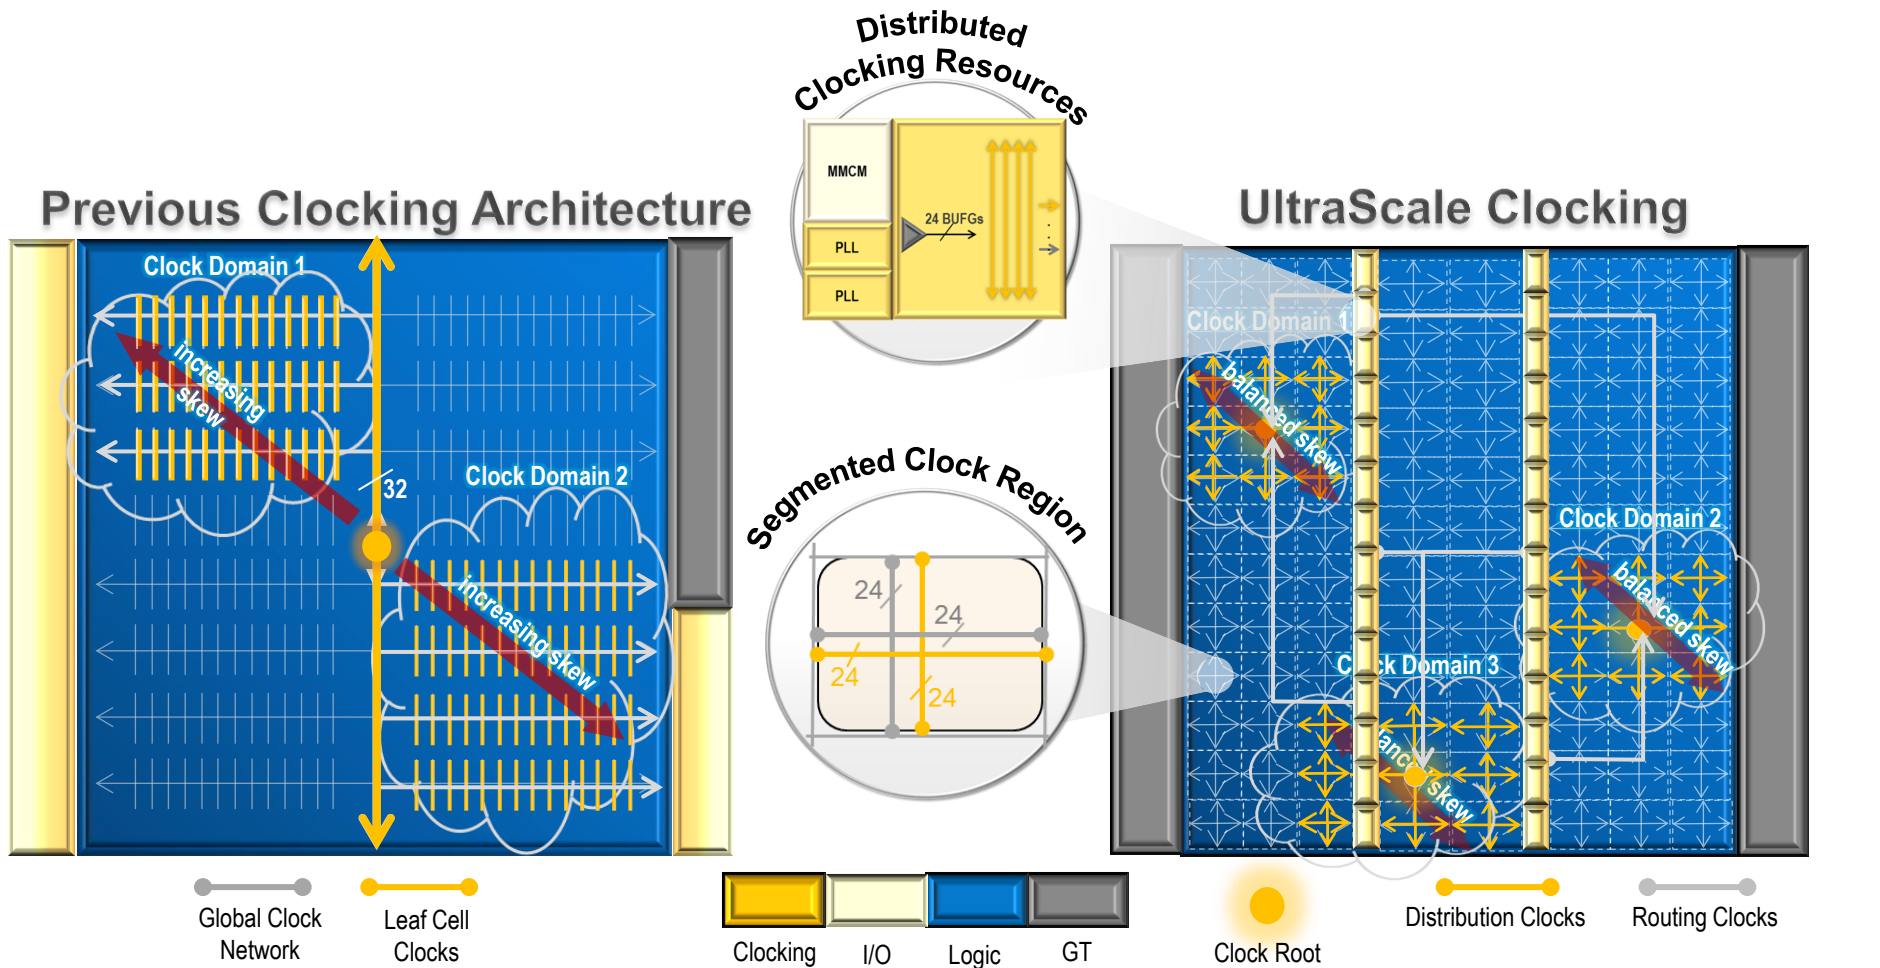 Distributed
Clocking Resources
MMCM
PLL
PLL
24 BUFGs
Previous Clocking Architecture
Clock Domain 1
increasing
skew
32
Clock Domain 2
increasing skew
Segmented Clock Region
24
24
24
24
UltraScale Clocking
Clock Domain 1
balanced skew
Clock Domain 2
balanced skew
Clock Domain 3
skew
Global Clock
Network
Leaf Cell
Clocks
Clocking
I/O
Logic
GT
Clock Root
Distribution Clocks
Routing Clocks